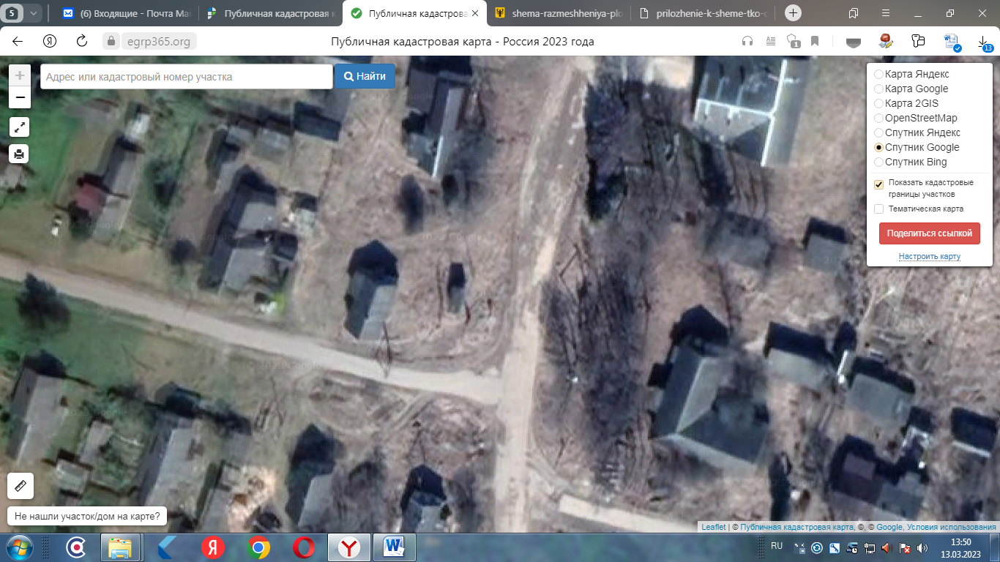 5
(6) Входящие - Почта Mai
Публичная кадастровая к
Публичная кадастрова
shema-razmeshheniya-plo
prilozhenie-k-sheme-tko-o
egrp365.org
Публичная кадастровая карта - Россия 2023 года
1
13
+
−
Адрес или кадастровый номер участка
Найти
Карта Яндекс
Карта Google
Карта 2GIS
OpenStreetMap
Спутник Яндекс
Спутник Google
Спутник Bing
Показать кадастровые
границы участков
Тематическая карта
Поделиться ссылкой
Настроить карту
Не нашли участок/дом на карте?
Leaflet | © Публичная кадастровая карта, ©, © Google, Условия использования
RU
13:50
13.03.2023